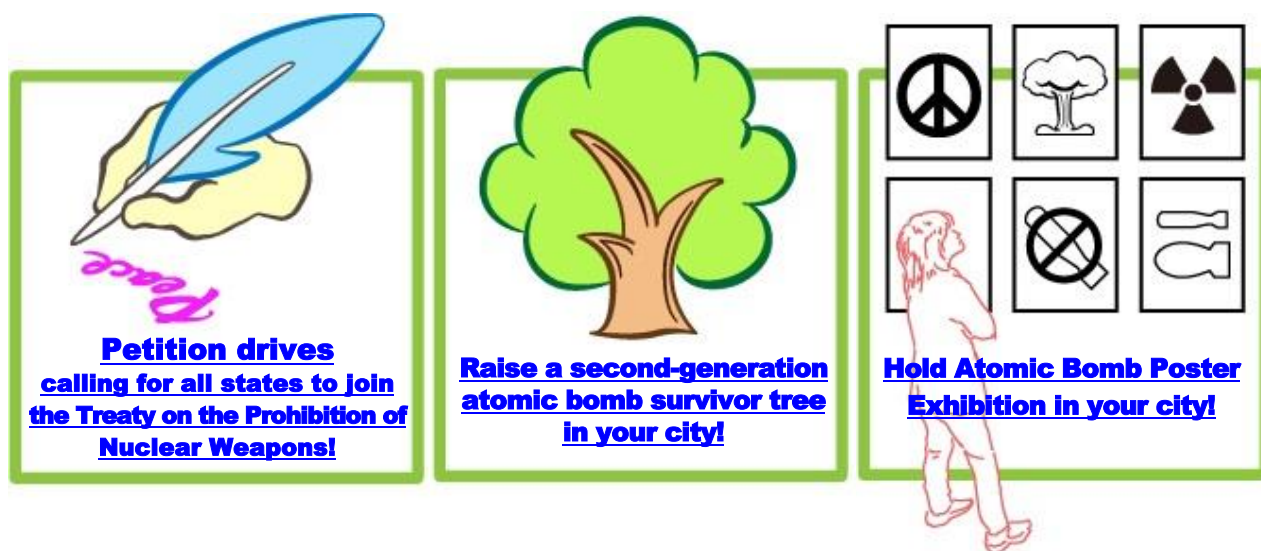 Peace
Petition drives
calling for all states to join
the Treaty on the Prohibition of
Nuclear Weapons!
Raise a second-generation
atomic bomb survivor tree
in your city!
Hold Atomic Bomb Poster
Exhibition in your city!